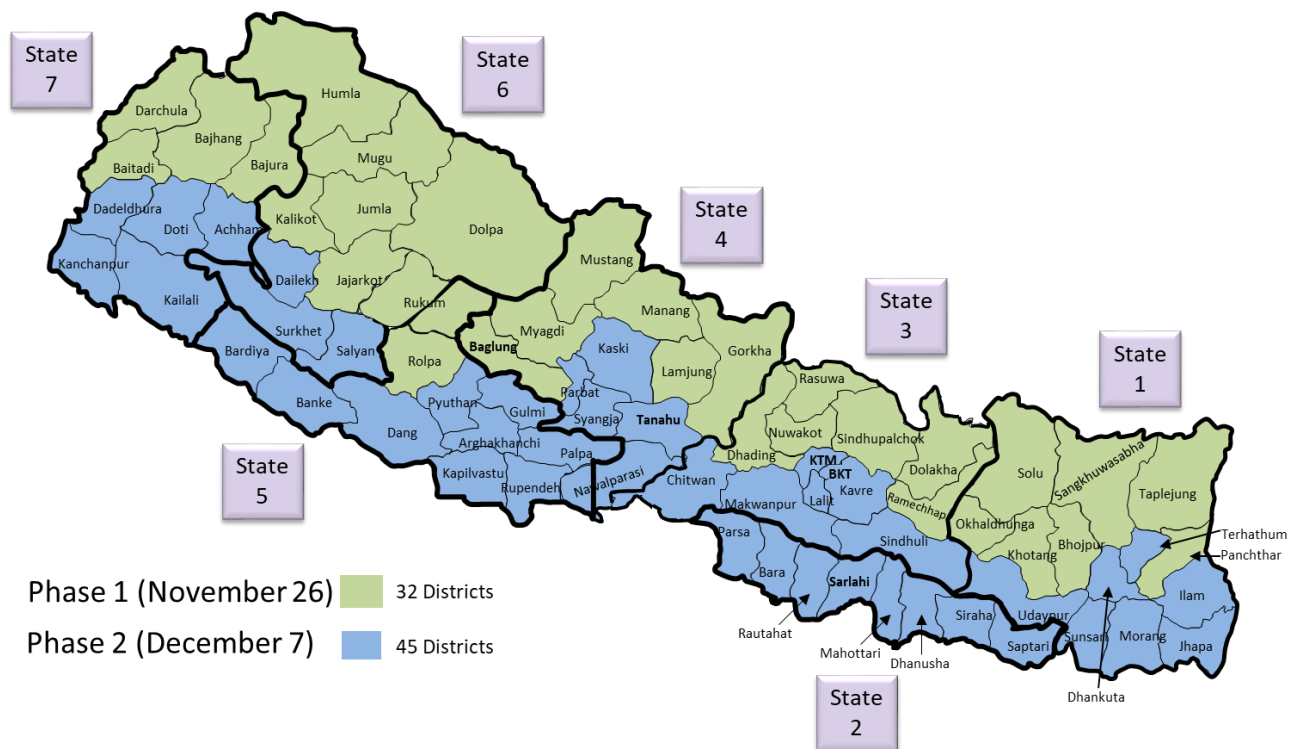 State
7
State
6
State
4
State
3
State
1
State
5
State
2
Humla
Darchula
Bajhang
Mugu
Baitadi
Bajura
Dadeldhura
Doti
Achham
Kalikot
Jumla
Dolpa
Kanchanpur
Kailali
Dailekh
Jajarkot
Rukum
Surkhet
Salyan
Rolpa
Mustang
Manang
Myagdi
Baglung
Kaski
Lamjung
Gorkha
Parbat
Syangja
Tanahu
Bardiya
Banke
Dang
Pyuthan
Gulmi
Arghakhanchi
Palpa
Kapilvastu
Rupendeh
Nawalparasi
Chitwan
Rasuwa
Nuwakot
Sindhupalchok
Dhading
KTM
BKT
Lalit
Kavre
Dolakha
Ramechhap
Makwanpur
Sindhuli
Parsa
Bara
Rautahat
Sarlahi
Mahottari
Dhanusha
Siraha
Saptari
Solu
Sangkhuwasabha
Taplejung
Okhaldhunga
Khotang
Bhojpur
Terhathum
Panchthar
Ilam
Udaypur
Sunsari
Morang
Jhapa
Dhankuta
Phase 1 (November 26) 32 Districts
Phase 2 (December 7) 45 Districts